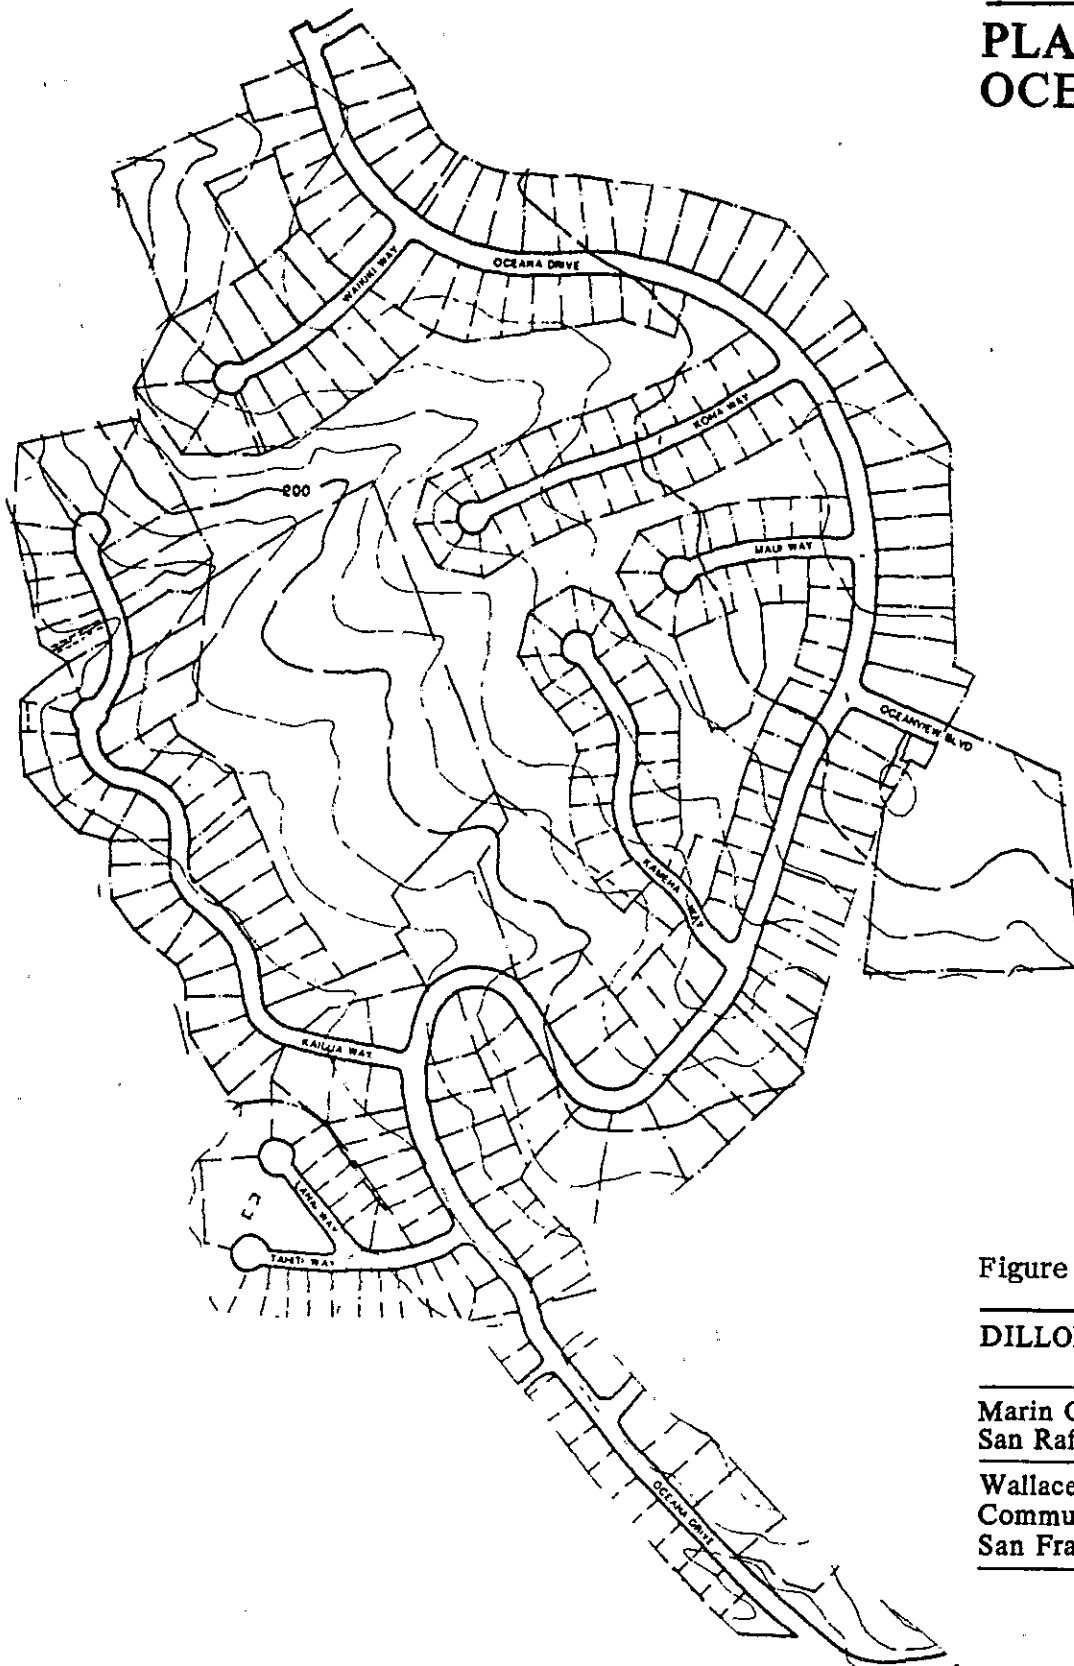 PLA
OCE
OCEANA DRIVE
WAIKIKI WAY
KONA WAY
200
MAUI WAY
OCEANVIEW BLVD
KAMEHA WAY
KAILUA WAY
LANAI WAY
TAHITI WAY
OCEANA DRIVE
Figure
DILLO
Marin C
San Raf
Wallace
Commu
San Fra